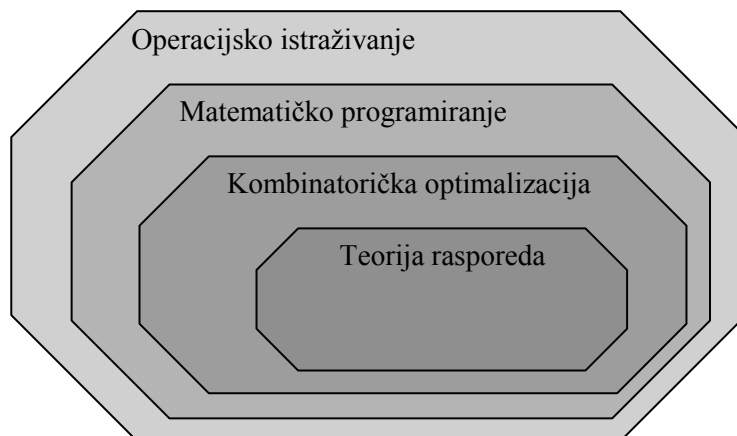 Operacijsko istraživanje
Matematičko programiranje
Kombinatorička optimalizacija
Teorija rasporeda